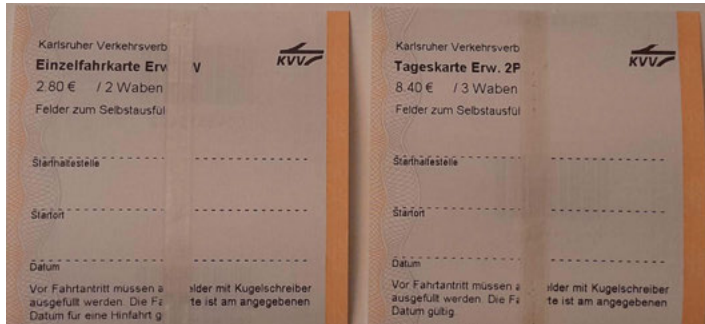 Karlsruher Verkehrsverb
KVV
Einzelfahrkarte Erw V
2.80 € / 2 Waben
Felder zum Selbstausfül
Starthaltestelle
Startort
Datum
Vor Fahrtantritt müssen a elder mit Kugelschreiber
ausgefüllt werden. Die Fa te ist am angegebenen
Datum für eine Hinfahrt g
Karlsruher Verkehrsverb
KVV
Tageskarte Erw. 2P
8.40 € / 3 Waben
Felder zum Selbstausfül
Starthaltestelle
Startort
Datum
Vor Fahrtantritt müssen a elder mit Kugelschreiber
ausgefüllt werden. Die Fa te ist am angegebenen
Datum gültig.